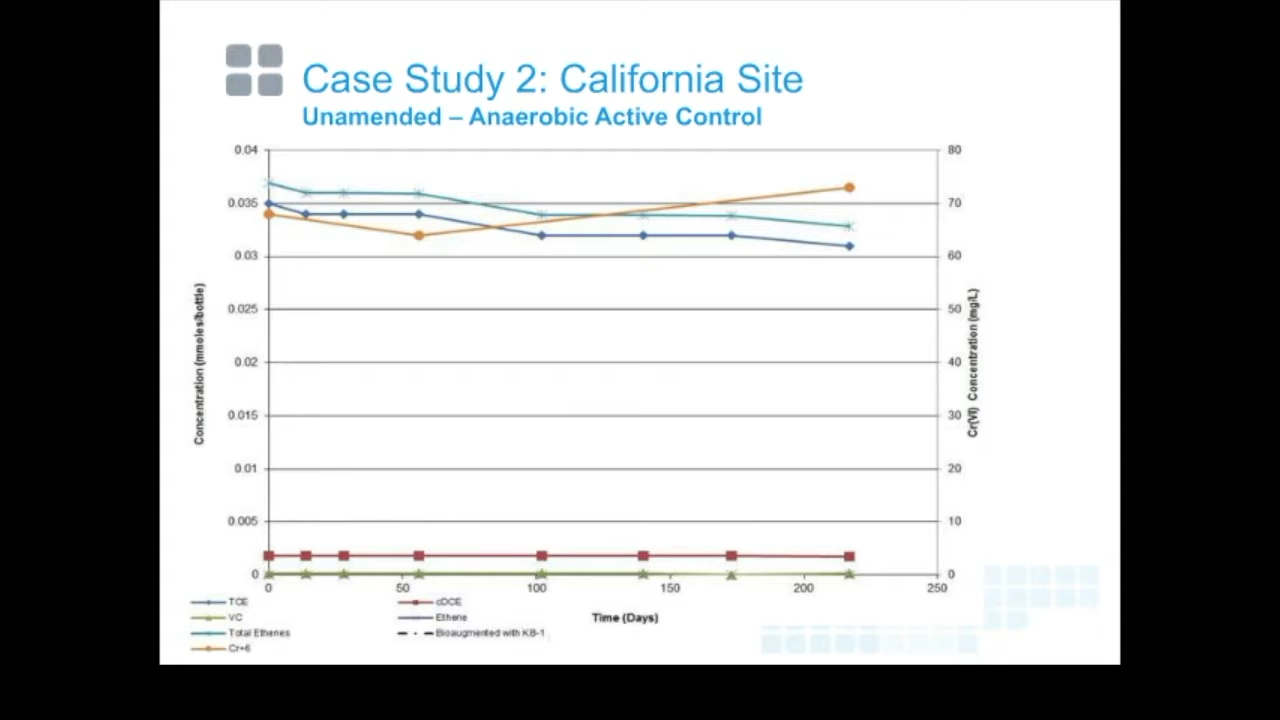 Case Study 2: California Site
Unamended – Anaerobic Active Control
0.04
0.035
0.03
0.025
0.02
0.015
0.01
0.005
0
Concentration (mmoles/bottle)
80
70
60
50
40
30
20
10
0
Cr(VI) Concentration (mg/L)
0 50 100 150 200 250
Time (Days)
TCE cDCE
VC Ethene
Total Ethenes Bioaugmented with KB-1
Cr+6